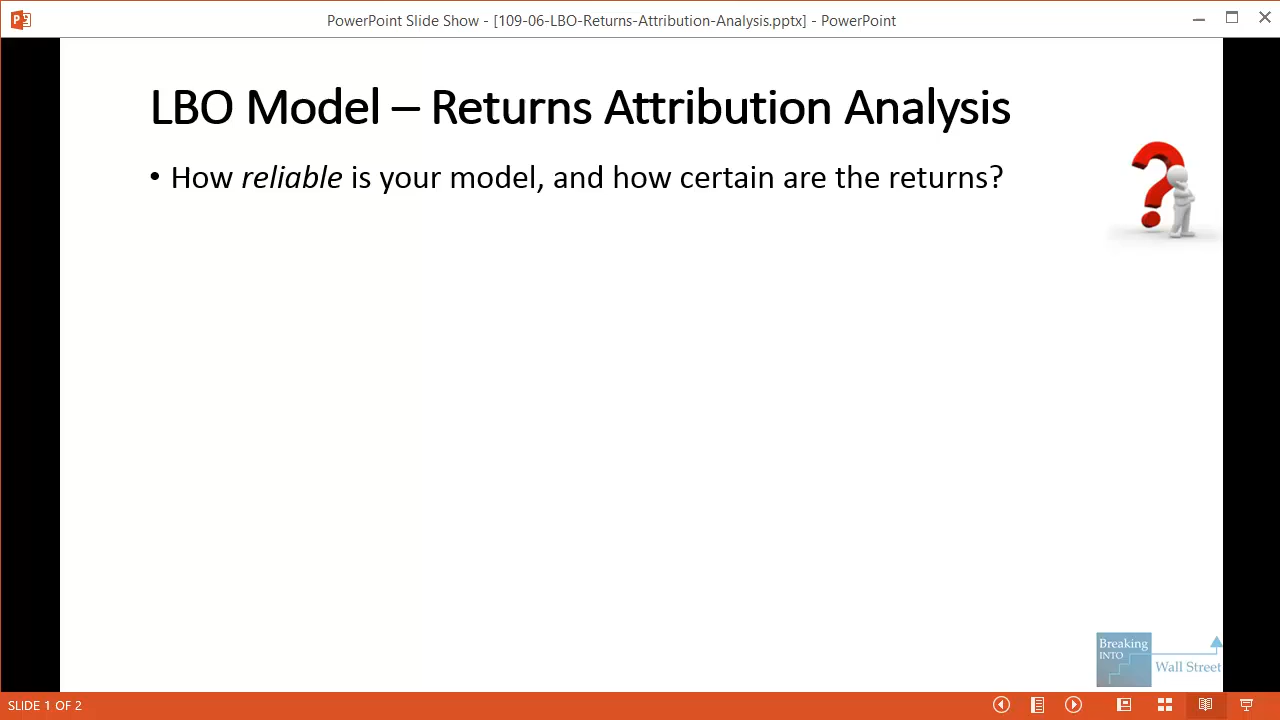 PowerPoint Slide Show - [109-06-LBO-Returns-Attribution-Analysis.pptx] - PowerPoint
LBO Model – Returns Attribution Analysis
• How reliable is your model, and how certain are the returns?
Breaking
INTO
Wall Street
SLIDE 1 OF 2